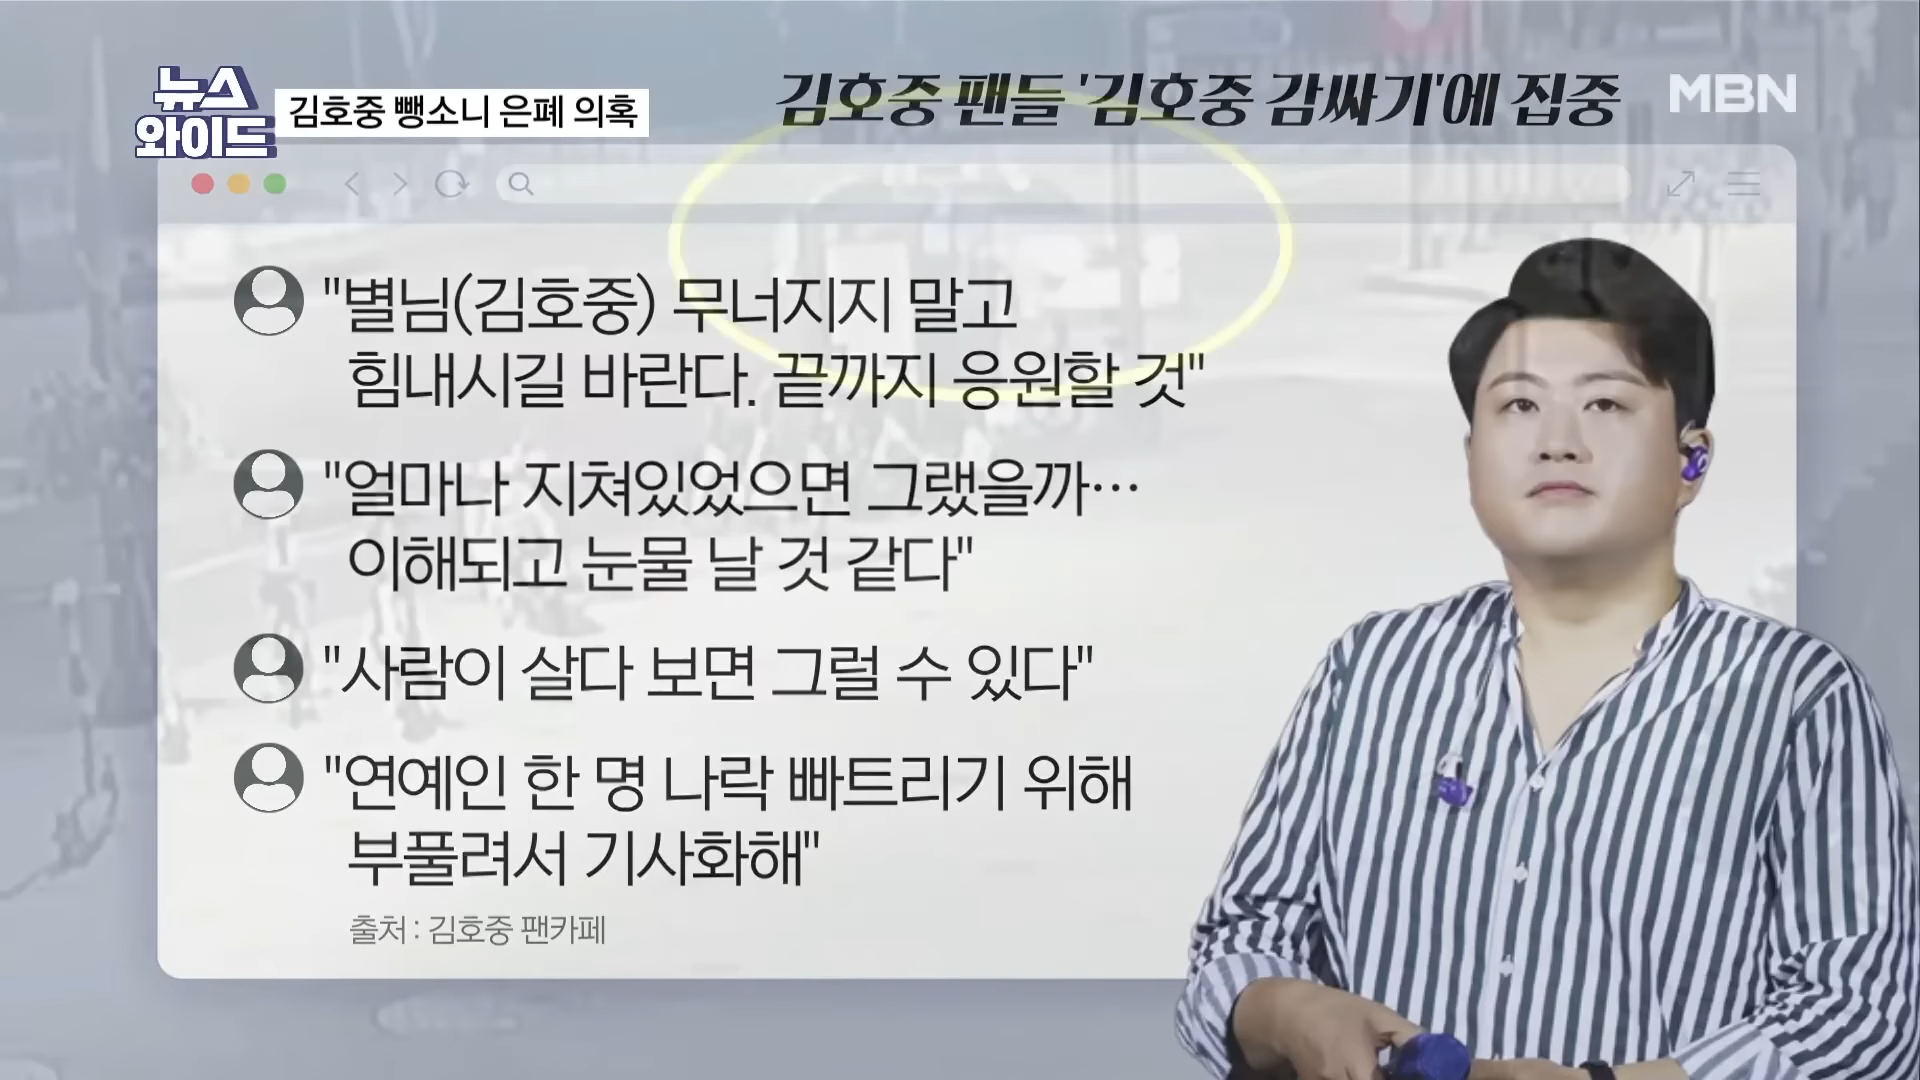 뉴스
와이드
김호중 뺑소니 은폐 의혹
김호중 팬들 '김호중 감싸기'에 집중
MBN
"별님(김호중) 무너지지 말고
힘내시길 바란다. 끝까지 응원할 것"
"얼마나 지쳐있었으면 그랬을까…
이해되고 눈물 날 것 같다"
"사람이 살다 보면 그럴 수 있다"
"연예인 한 명 나락 빠트리기 위해
부풀려서 기사화해"
출처 : 김호중 팬카페